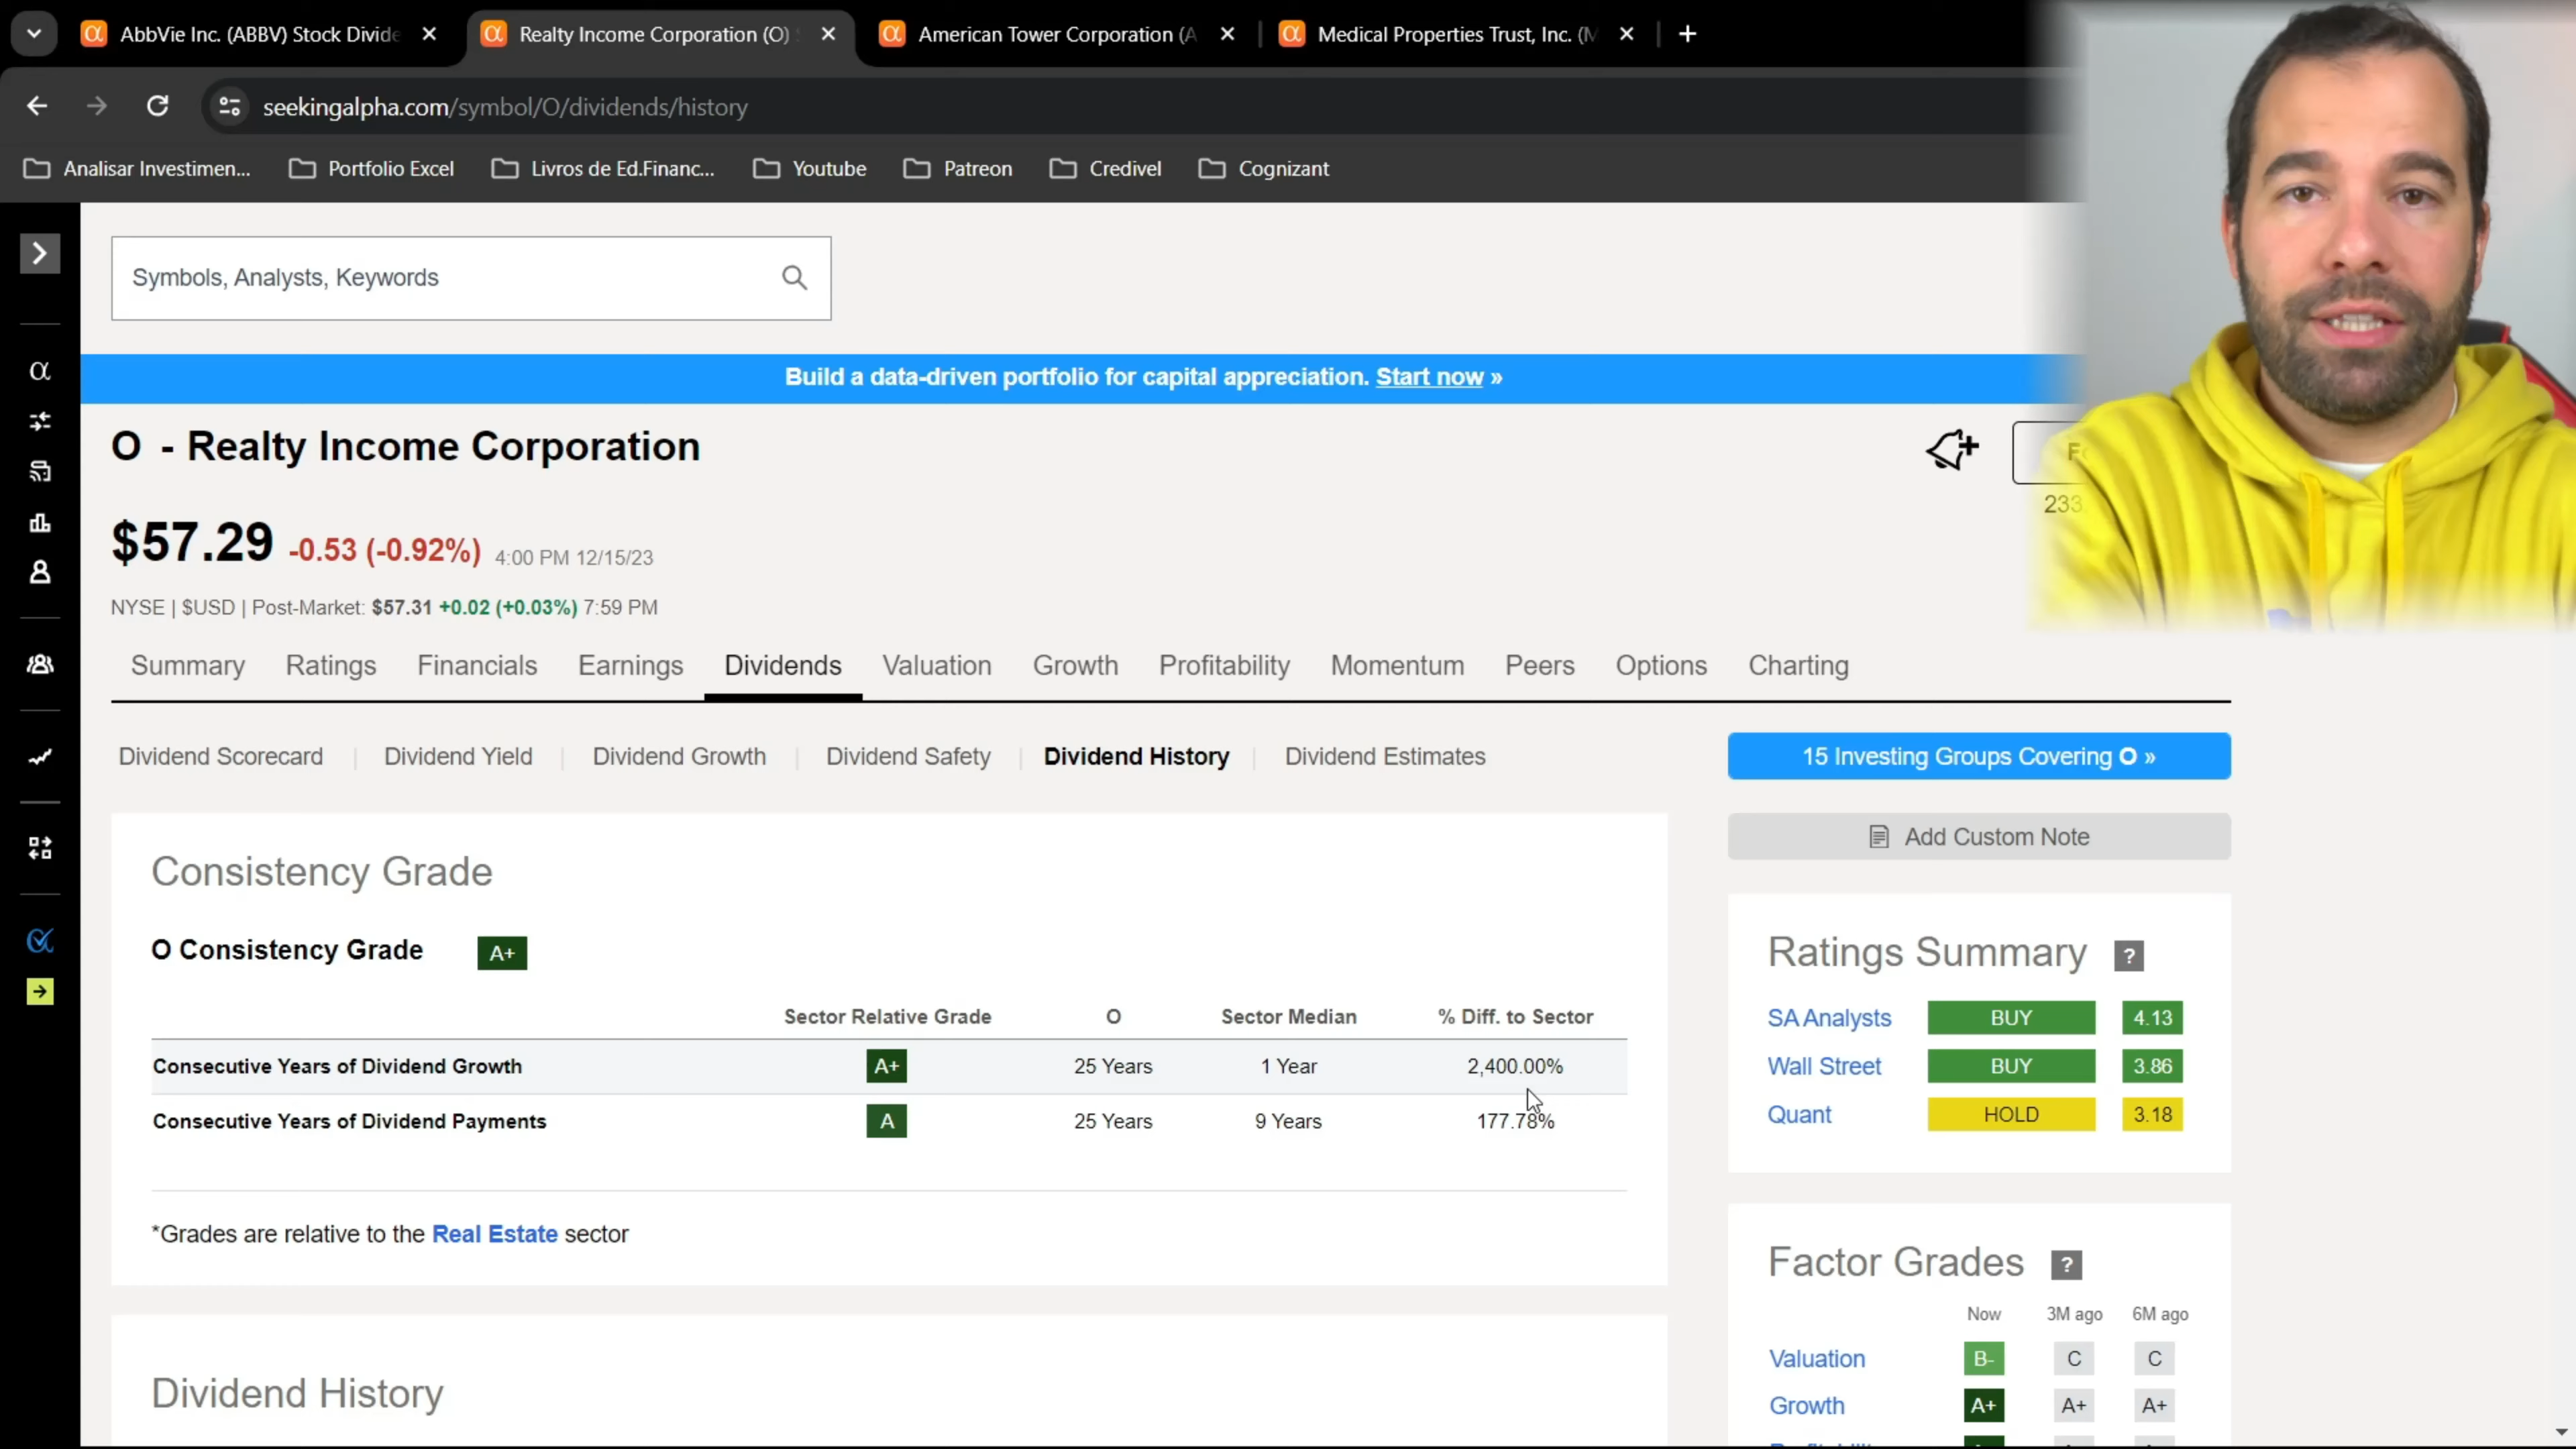 AbbVie Inc. (ABBV) Stock Divide
Realty Income Corporation (O)
American Tower Corporation (A
Medical Properties Trust, Inc. (M
seekingalpha.com/symbol/O/dividends/history
Analisar Investimen...
Portfolio Excel
Livros de Ed.Financ...
Youtube
Patreon
Credivel
Cognizant
Symbols, Analysts, Keywords
Build a data-driven portfolio for capital appreciation. Start now »
O - Realty Income Corporation
233
$57.29 -0.53 (-0.92%) 4:00 PM 12/15/23
NYSE | $USD | Post-Market: $57.31 +0.02 (+0.03%) 7:59 PM
Summary Ratings Financials Earnings Dividends Valuation Growth Profitability Momentum Peers Options Charting
Dividend Scorecard | Dividend Yield | Dividend Growth | Dividend Safety | Dividend History | Dividend Estimates
15 Investing Groups Covering O »
Add Custom Note
Consistency Grade
O Consistency Grade A+
Sector Relative Grade O Sector Median % Diff. to Sector
Consecutive Years of Dividend Growth A+ 25 Years 1 Year 2,400.00%
Consecutive Years of Dividend Payments A 25 Years 9 Years 177.78%
*Grades are relative to the Real Estate sector
Dividend History
Ratings Summary ?
SA Analysts BUY 4.13
Wall Street BUY 3.86
Quant HOLD 3.18
Factor Grades ?
Now 3M ago 6M ago
Valuation B- C C
Growth A+ A+ A+